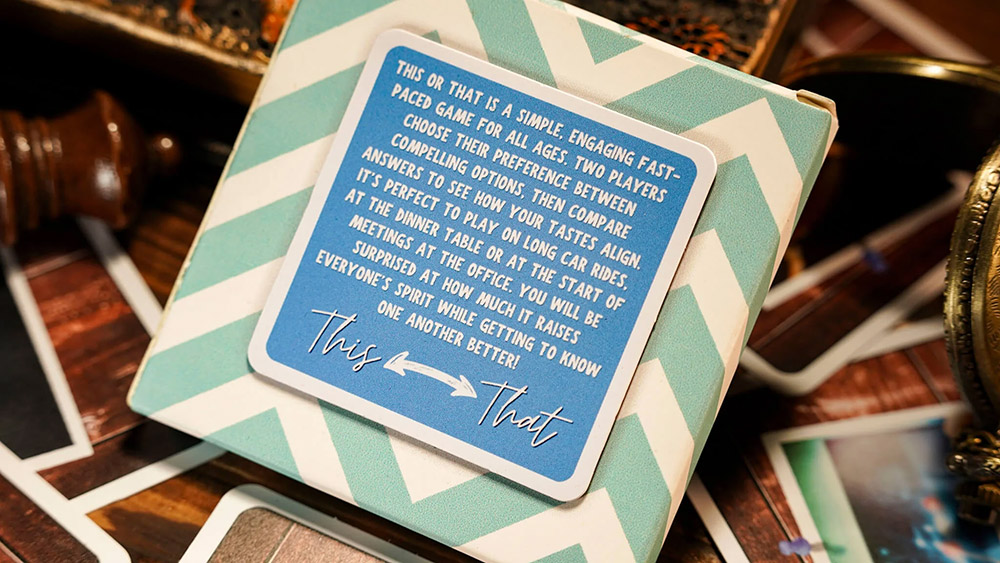 THIS OR THAT IS A SIMPLE, ENGAGING FAST-
PACED GAME FOR ALL AGES. TWO PLAYERS
CHOOSE THEIR PREFERENCE BETWEEN
COMPELLING OPTIONS, THEN COMPARE
ANSWERS TO SEE HOW YOUR TASTES ALIGN.
IT'S PERFECT TO PLAY ON LONG CAR RIDES,
AT THE DINNER TABLE OR AT THE START OF
MEETINGS AT THE OFFICE. YOU WILL BE
SURPRISED AT HOW MUCH IT RAISES
EVERYONE'S SPIRIT WHILE GETTING TO KNOW
ONE ANOTHER BETTER!
This
That